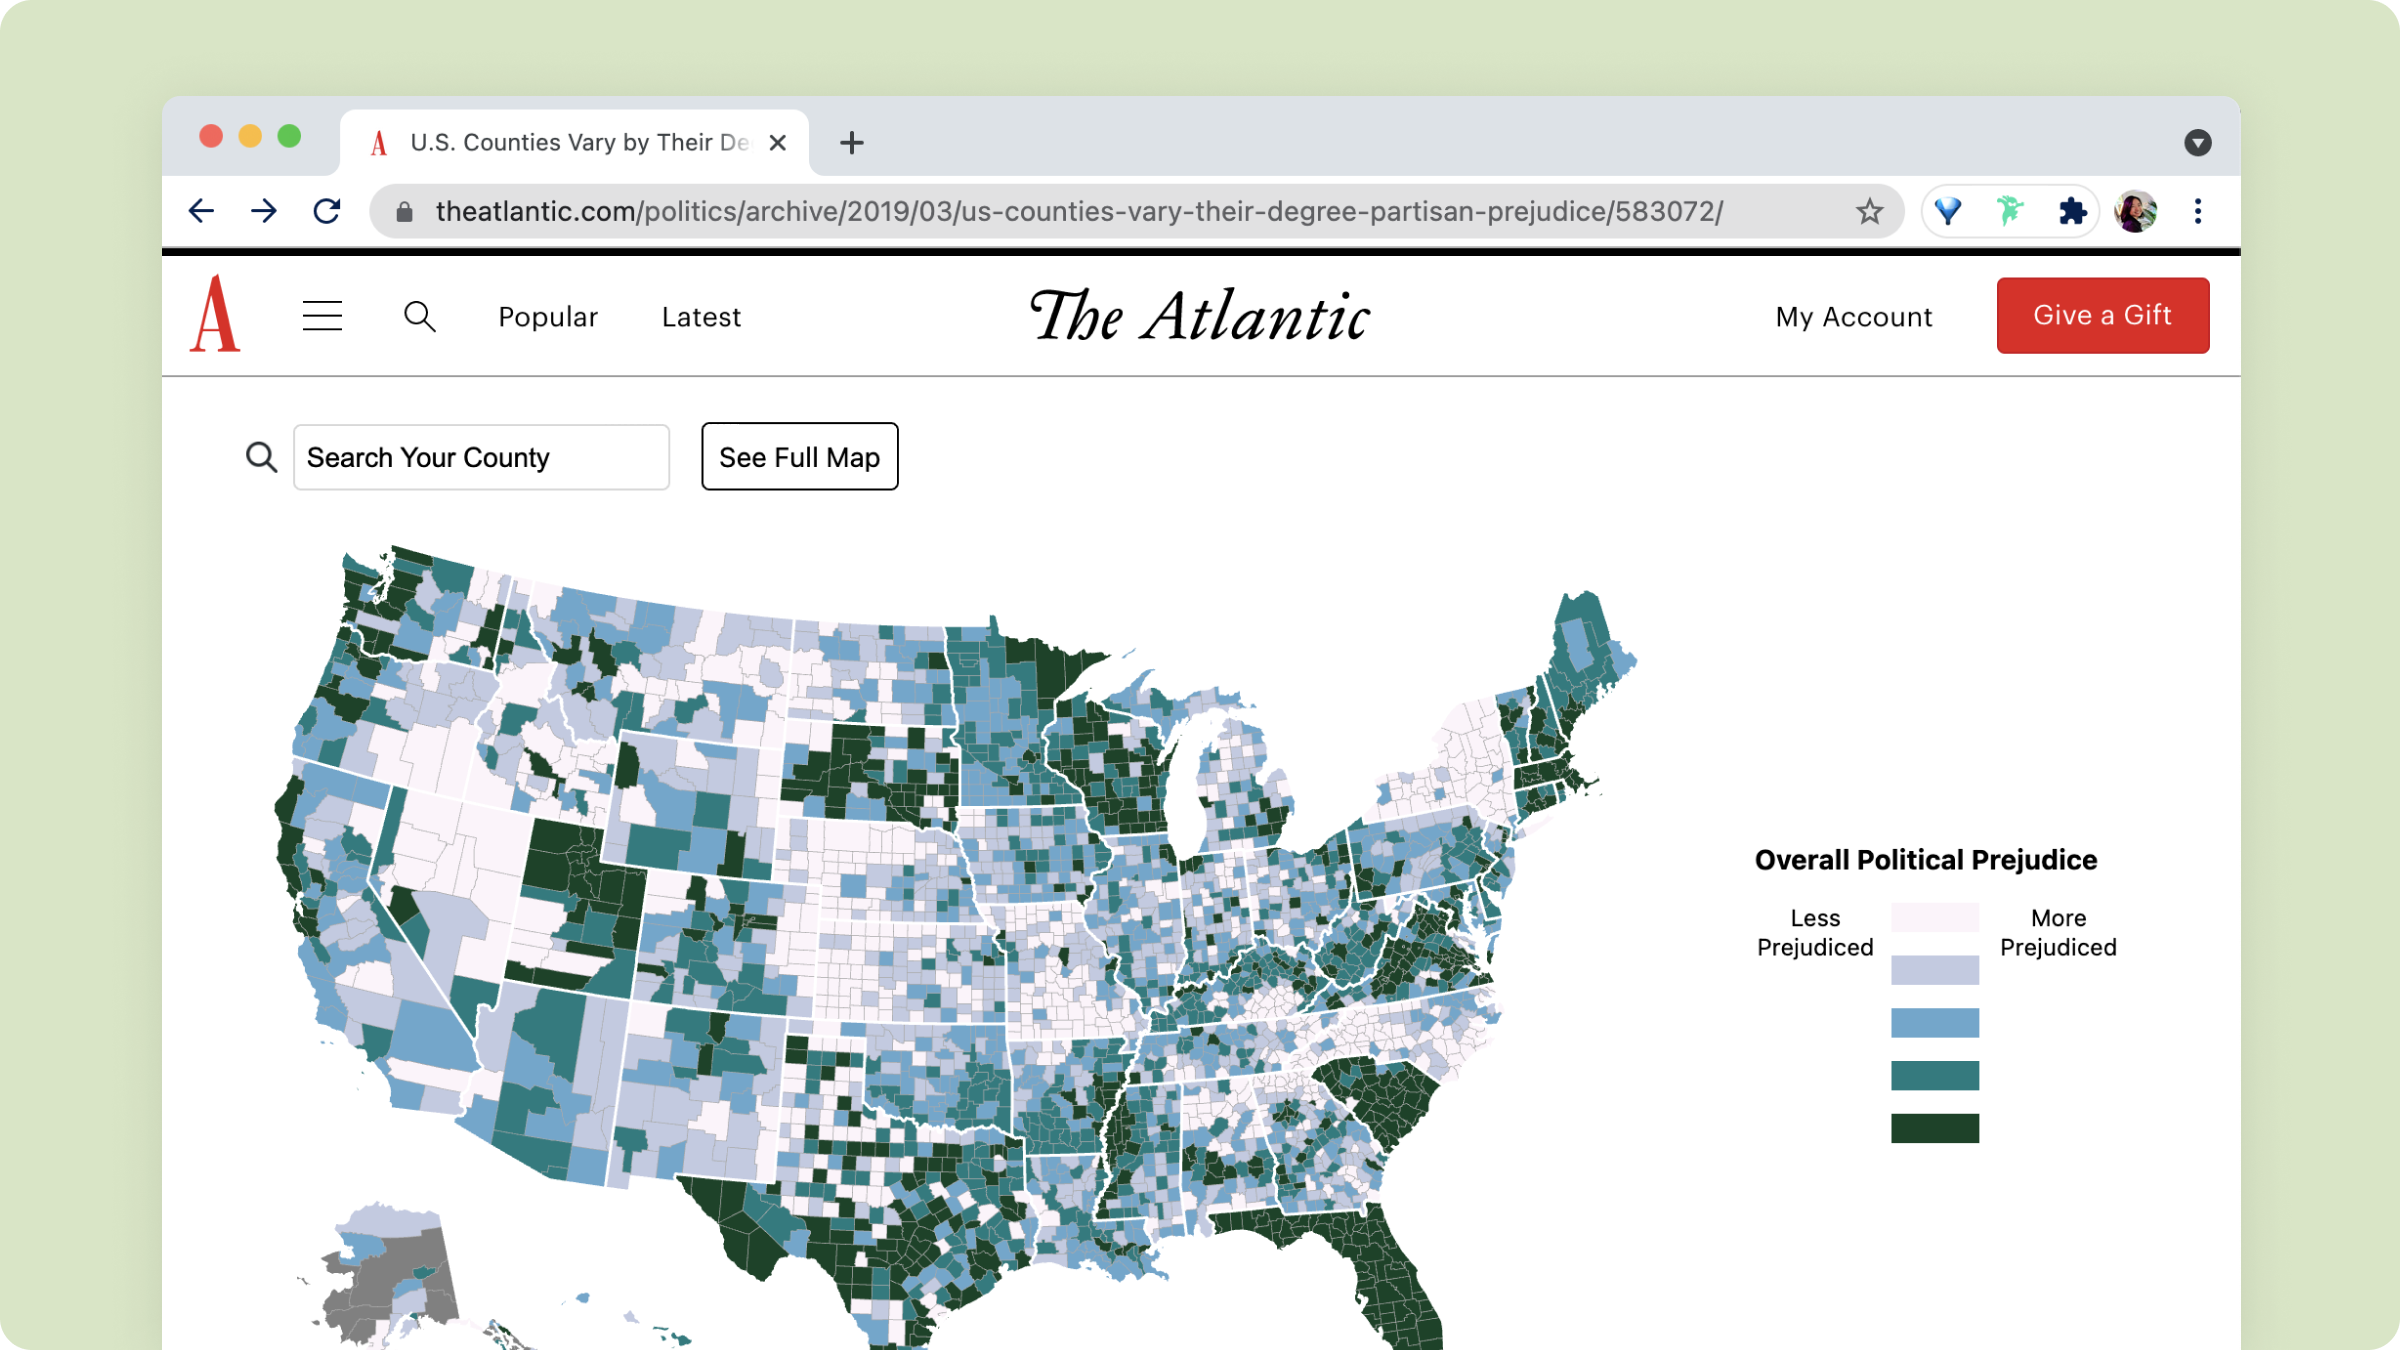 U.S. Counties Vary by Their De
theatlantic.com/politics/archive/2019/03/us-counties-vary-their-degree-partisan-prejudice/583072/
A
Popular
Latest
The Atlantic
My Account
Give a Gift
Search Your County
See Full Map
Overall Political Prejudice
Less
Prejudiced
More
Prejudiced